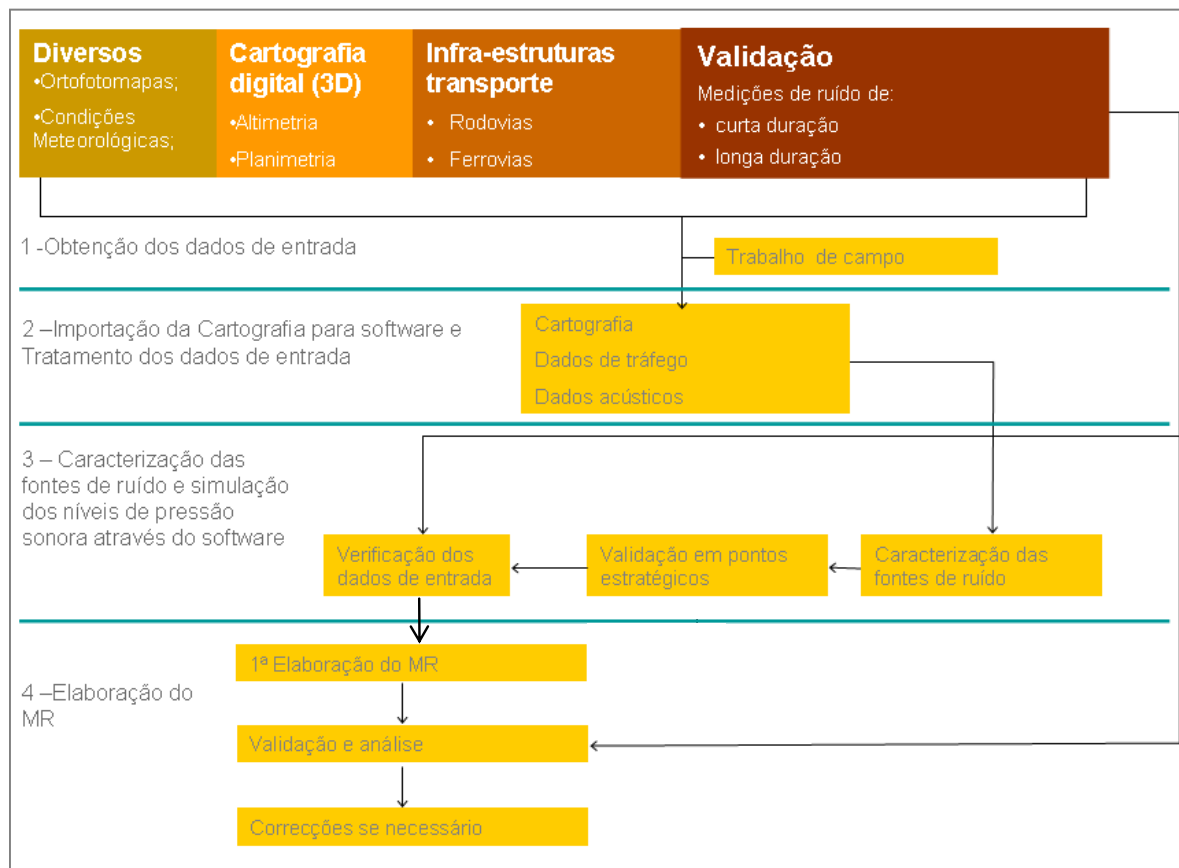 Diversos
•Ortofotomapas;
•Condições
Meteorológicas;
Cartografia
digital (3D)
•Altimetria
•Planimetria
Infra-estruturas
transporte
• Rodovias
• Ferrovias
Validação
Medições de ruído de:
• curta duração
• longa duração
1 -Obtenção dos dados de entrada
Trabalho de campo
2 –Importação da Cartografia para software e
Tratamento dos dados de entrada
Cartografia
Dados de tráfego
Dados acústicos
3 – Caracterização das
fontes de ruído e simulação
dos níveis de pressão
sonora através do software
Verificação dos
dados de entrada
Validação em pontos
estratégicos
Caracterização das
fontes de ruído
4 –Elaboração do
MR
1ª Elaboração do MR
Validação e análise
Correcções se necessário